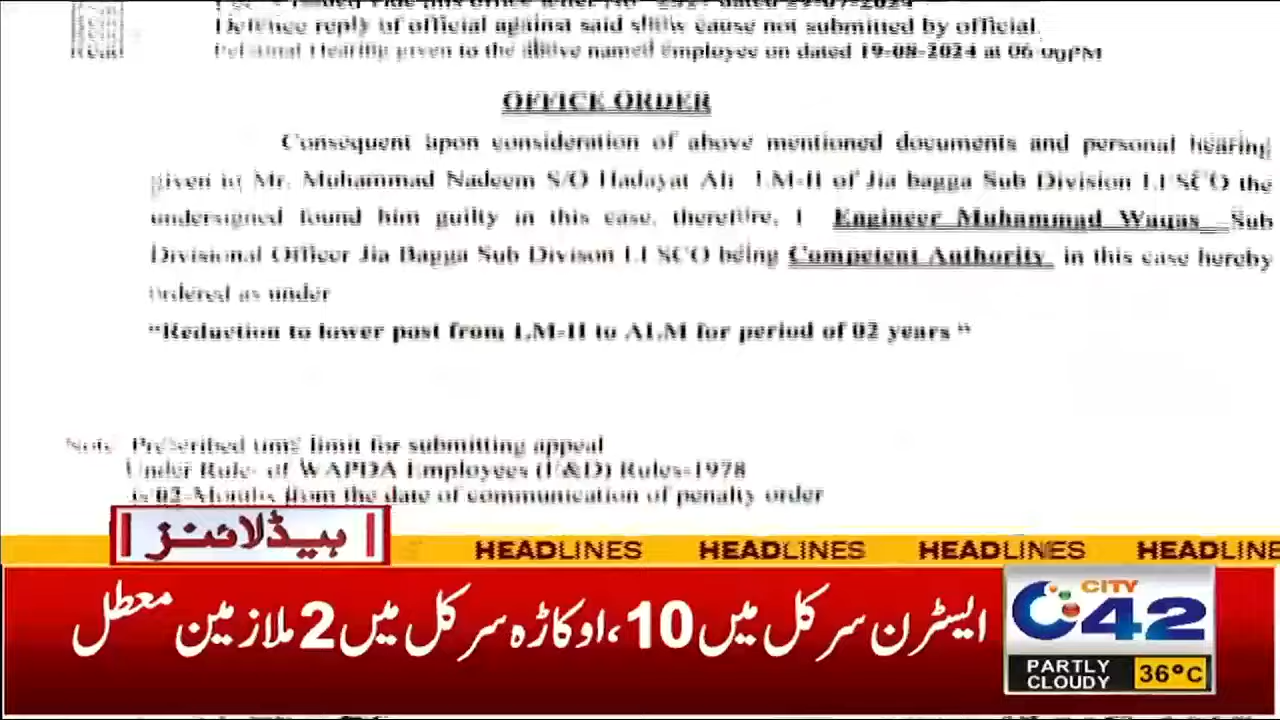 Defence reply of official against said show cause not submitted by official.
Personal Hearing given to the above named employee on dated 19-08-2024 at 06 00PM
OFFICE ORDER
Consequent upon consideration of above mentioned documents and personal hearing
given to Mr. Muhammad Nadeem S/O Hadayat Ali LM-II of Jia bagga Sub Division LESCO the
undersigned found him guilty in this case, therefore, I Engineer Muhammad Waqas Sub
Divisional Officer Jia Bagga Sub Divison LESCO being Competent Authority in this case hereby
ordered as under
"Reduction to lower post from LM-II to ALM for period of 02 years "
Note Prescribed time limit for submitting appeal
Under Rule- of WAPDA Employees (E&D) Rules-1978
is 02-Months from the date of communication of penalty order
ہیڈلائنز
HEADLINES HEADLINES HEADLINES HEADLINE
ایسٹرن سرکل میں 10، اوکاڑہ سرکل میں 2 ملازمین معطل
CITY
42
PARTLY CLOUDY 36°C